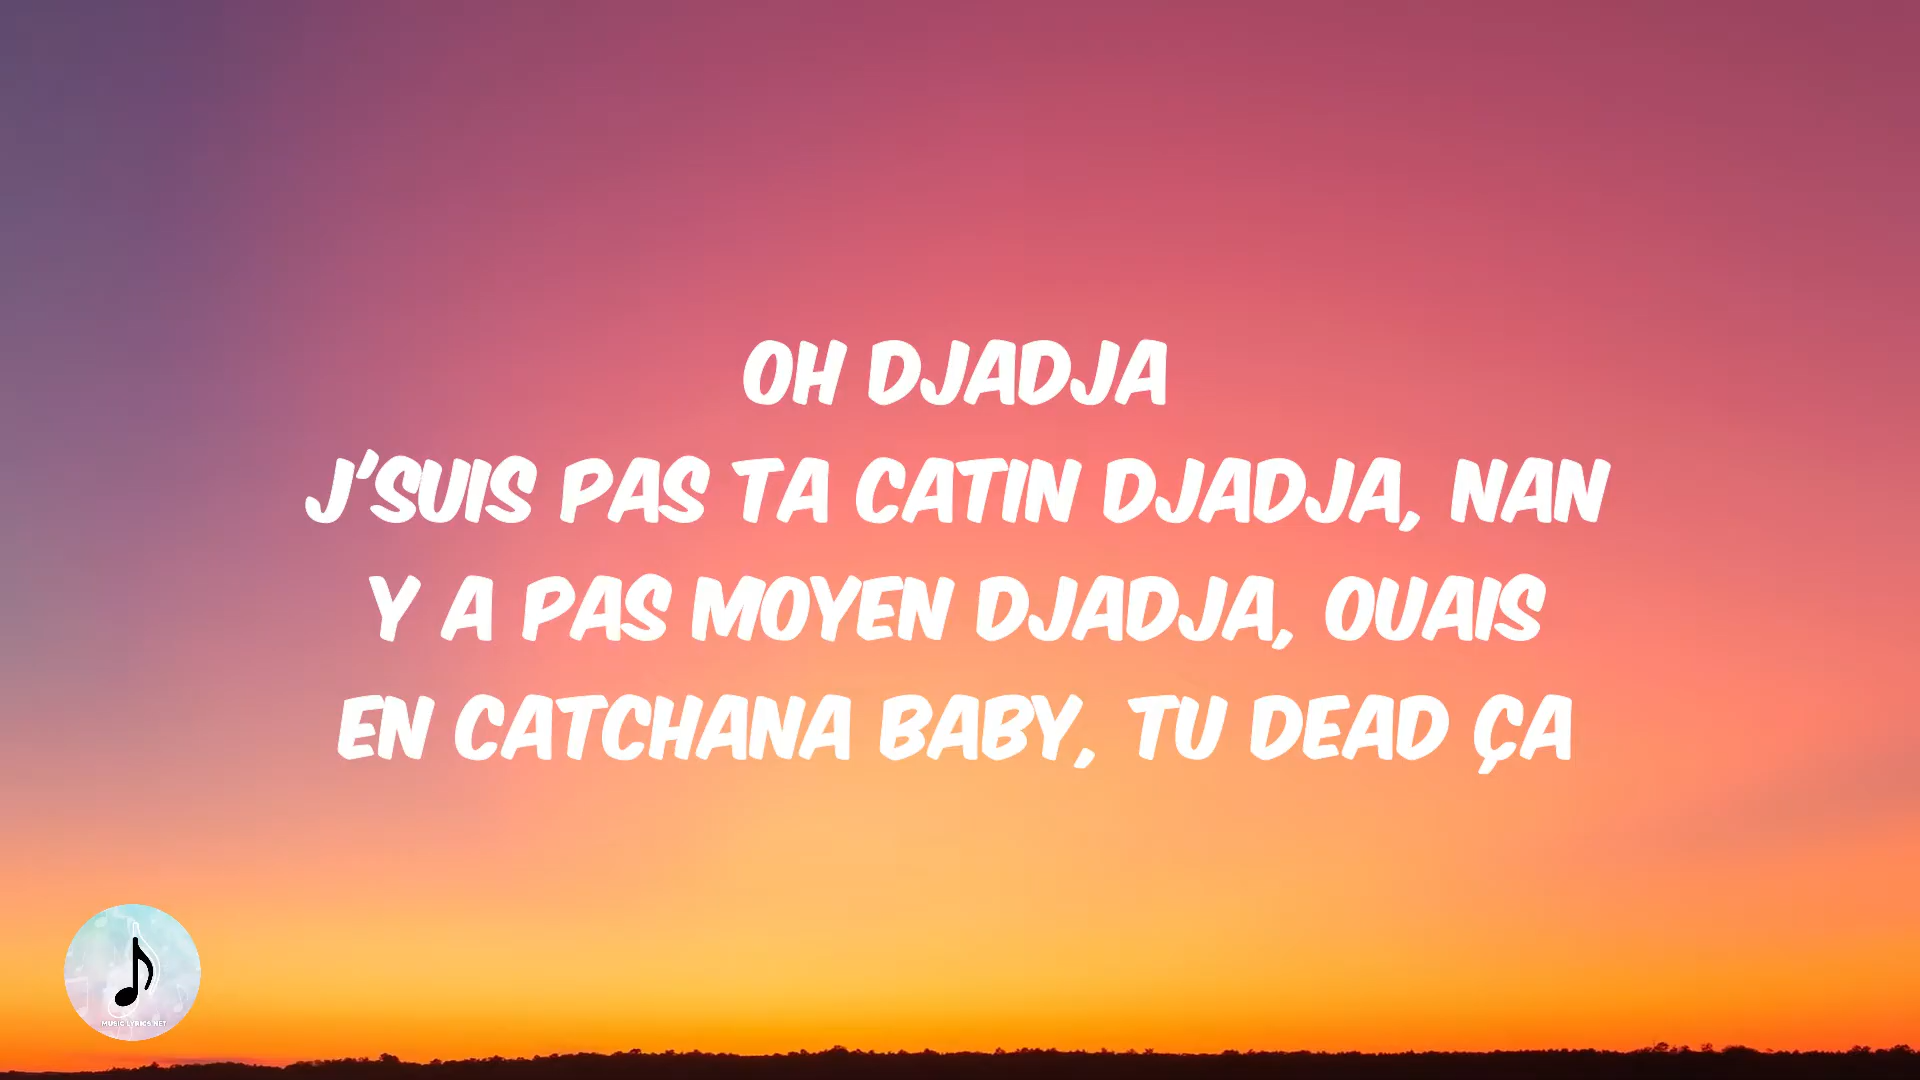 OH DJADJA
J'SUIS PAS TA CATIN DJADJA, NAN
Y A PAS MOYEN DJADJA, OUAIS
EN CATCHANA BABY, TU DEAD ÇA
MUSIC LYRICS NET